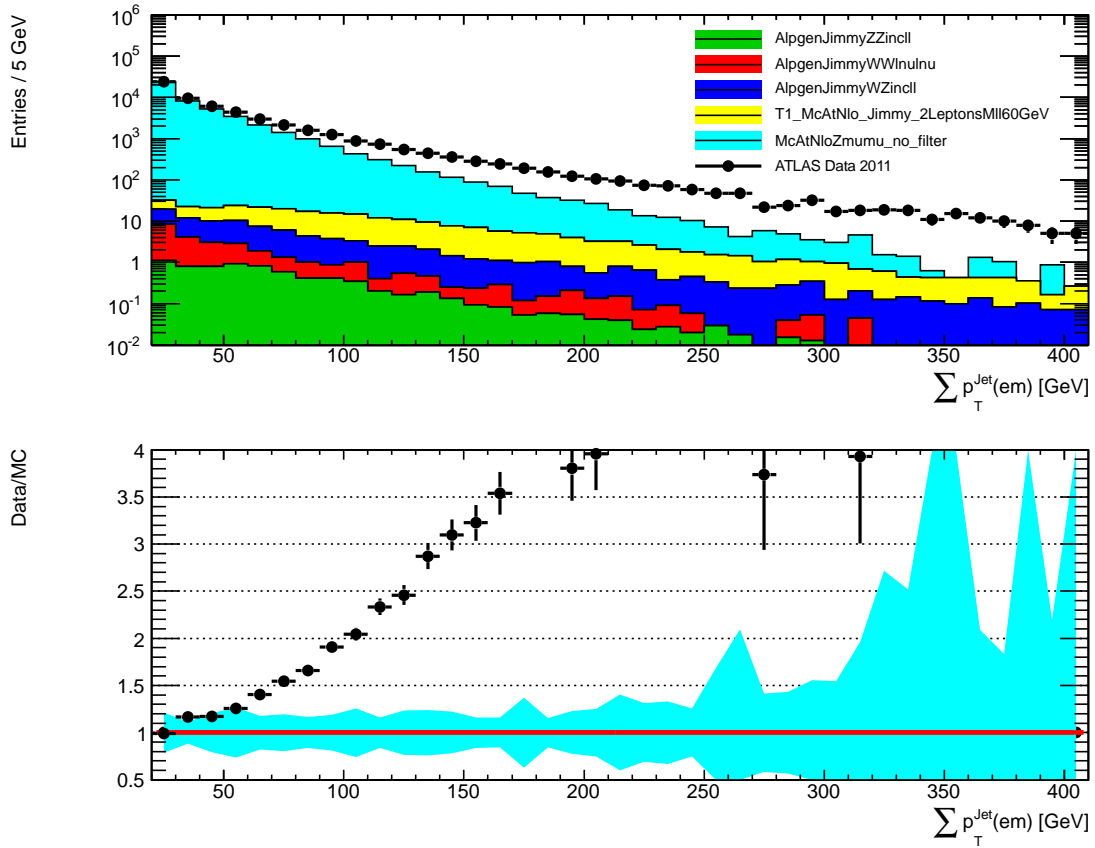 Entries / 5 GeV
10^6
10^5
10^4
10^3
10^2
10
1
10^-1
10^-2
AlpgenJimmyZZincll
AlpgenJimmyWWlnulnu
AlpgenJimmyWZincll
T1_McAtNlo_Jimmy_2LeptonsMll60GeV
McAtNloZmumu_no_filter
ATLAS Data 2011
50 100 150 200 250 300 350 400
∑ p_T^Jet(em) [GeV]
Data/MC
4
3.5
3
2.5
2
1.5
1
0.5
50 100 150 200 250 300 350 400
∑ p_T^Jet(em) [GeV]